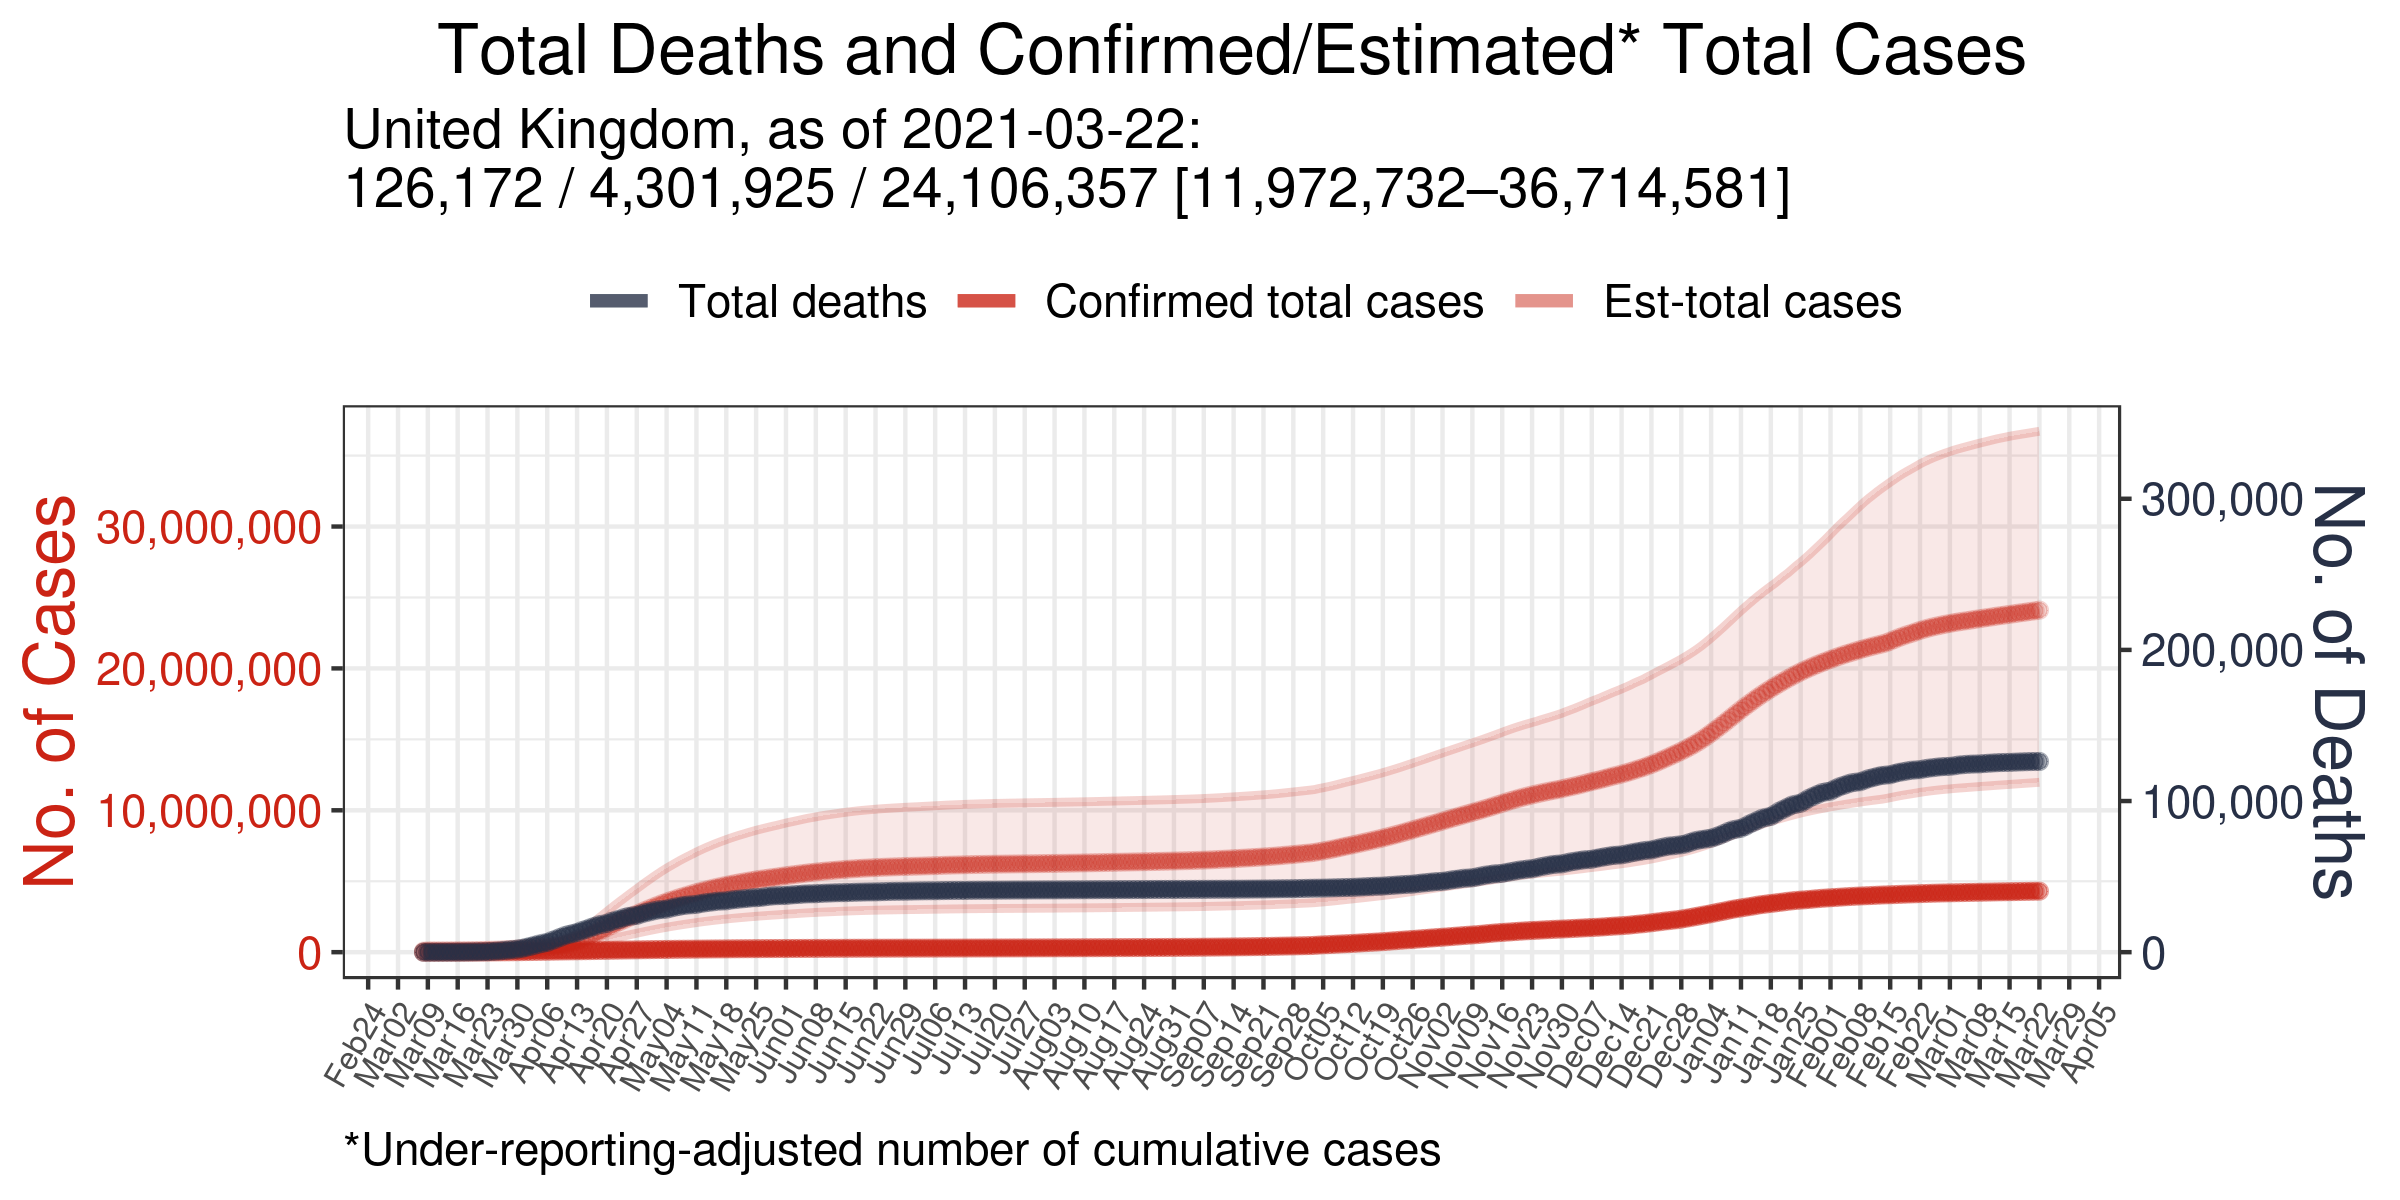 Total Deaths and Confirmed/Estimated* Total Cases
United Kingdom, as of 2021-03-22:
126,172 / 4,301,925 / 24,106,357 [11,972,732–36,714,581]
Total deaths
Confirmed total cases
Est-total cases
No. of Cases
30,000,000
20,000,000
10,000,000
0
300,000
200,000
100,000
0
No. of Deaths
Feb24
Mar02
Mar09
Mar16
Mar23
Mar30
Apr06
Apr13
Apr20
Apr27
May04
May11
May18
May25
Jun01
Jun08
Jun15
Jun22
Jun29
Jul06
Jul13
Jul20
Jul27
Aug03
Aug10
Aug17
Aug24
Aug31
Sep07
Sep14
Sep21
Sep28
Oct05
Oct12
Oct19
Oct26
Nov02
Nov09
Nov16
Nov23
Nov30
Dec07
Dec14
Dec21
Dec28
Jan04
Jan11
Jan18
Jan25
Feb01
Feb08
Feb15
Feb22
Mar01
Mar08
Mar15
Mar22
Mar29
Apr05
*Under-reporting-adjusted number of cumulative cases